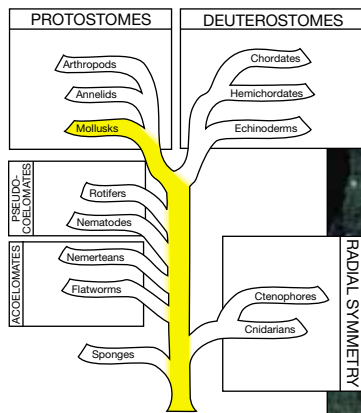 PROTOSTOMES
DEUTEROSTOMES
Arthropods
Annelids
Mollusks
Chordates
Hemichordates
Echinoderms
PSEUDO-
COELOMATES
Rotifers
Nematodes
ACOELOMATES
Nemerteans
Flatworms
Sponges
Ctenophores
Cnidarians
RADIAL SYMMETRY